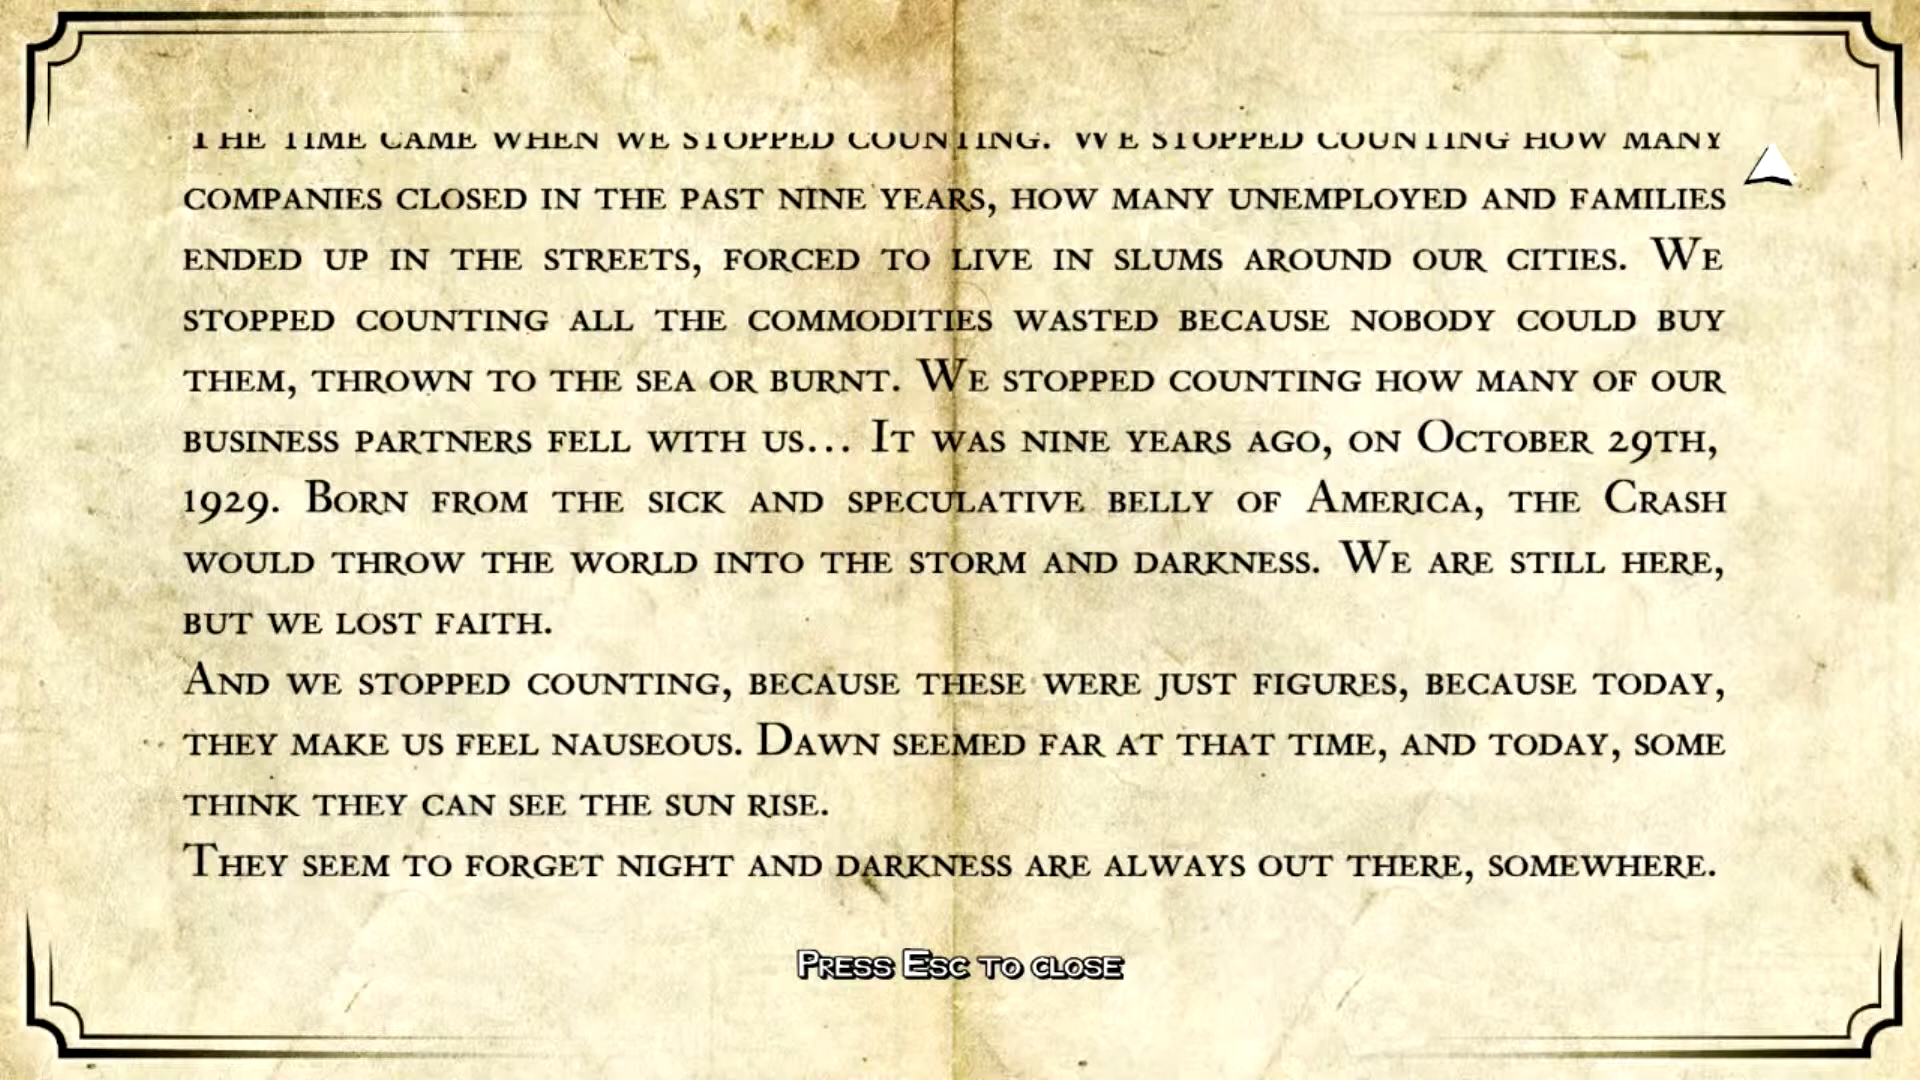 The time came when we stopped counting. We stopped counting how many
companies closed in the past nine years, how many unemployed and families
ended up in the streets, forced to live in slums around our cities. We
stopped counting all the commodities wasted because nobody could buy
them, thrown to the sea or burnt. We stopped counting how many of our
business partners fell with us... It was nine years ago, on October 29th,
1929. Born from the sick and speculative belly of America, the Crash
would throw the world into the storm and darkness. We are still here,
but we lost faith.
And we stopped counting, because these were just figures, because today,
they make us feel nauseous. Dawn seemed far at that time, and today, some
think they can see the sun rise.
They seem to forget night and darkness are always out there, somewhere.
Press Esc to close